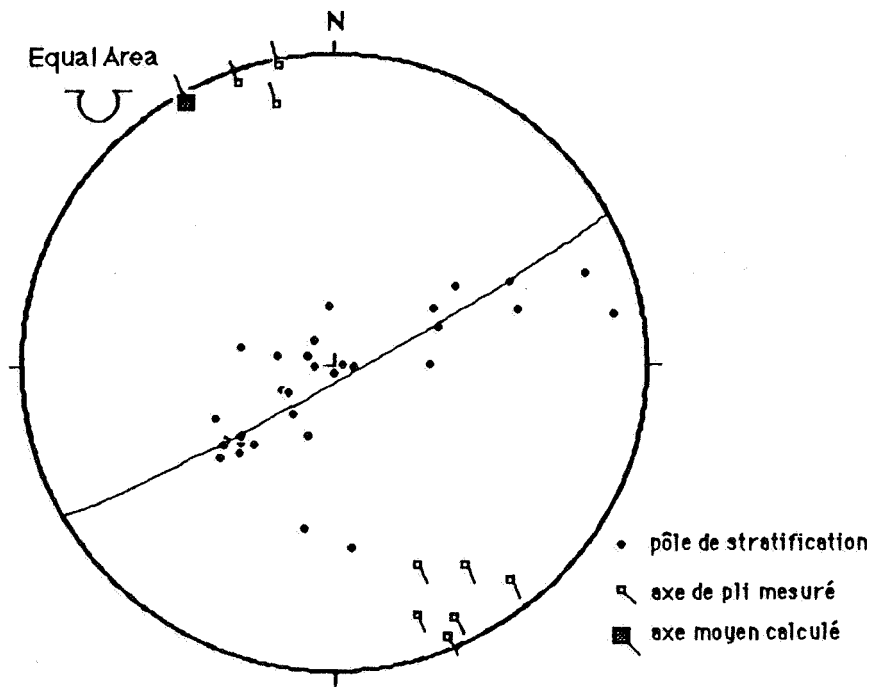 N
Equal Area
pôle de stratification
axe de pli mesuré
axe moyen calculé